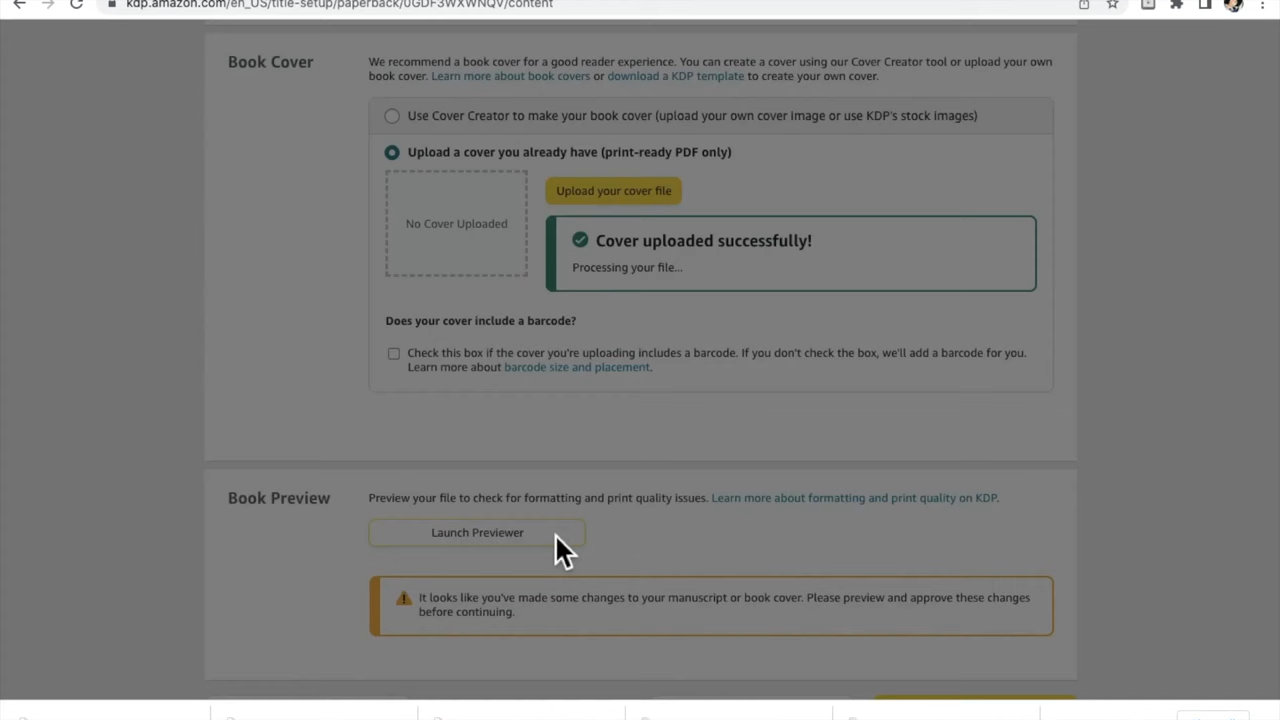 kdp.amazon.com/en_US/title-setup/paperback/0GDF3WXWNQV/content
Book Cover
We recommend a book cover for a good reader experience. You can create a cover using our Cover Creator tool or upload your own
book cover. Learn more about book covers or download a KDP template to create your own cover.
Use Cover Creator to make your book cover (upload your own cover image or use KDP's stock images)
Upload a cover you already have (print-ready PDF only)
Upload your cover file
No Cover Uploaded
Cover uploaded successfully!
Processing your file...
Does your cover include a barcode?
Check this box if the cover you're uploading includes a barcode. If you don't check the box, we'll add a barcode for you.
Learn more about barcode size and placement.
Book Preview
Preview your file to check for formatting and print quality issues. Learn more about formatting and print quality on KDP.
Launch Previewer
It looks like you've made some changes to your manuscript or book cover. Please preview and approve these changes
before continuing.